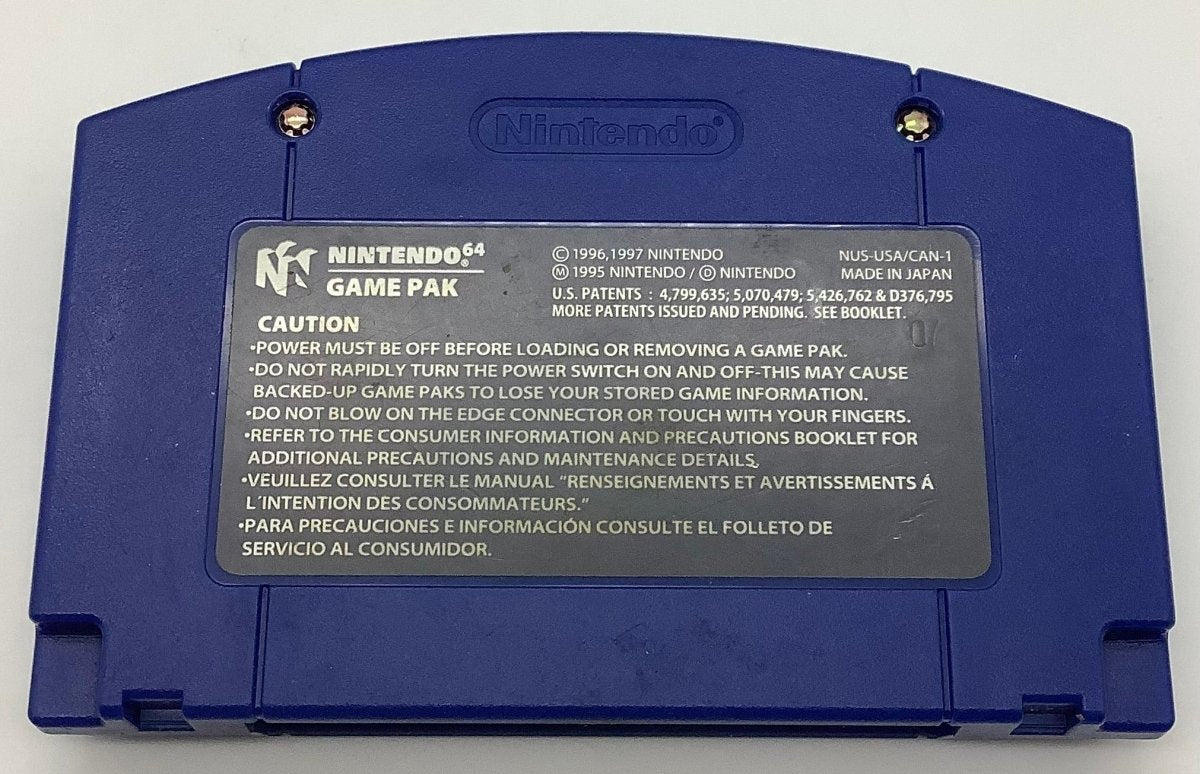 Nintendo®
NINTENDO⁶⁴®
GAME PAK
© 1996,1997 NINTENDO
Ⓜ 1995 NINTENDO / Ⓓ NINTENDO
NUS-USA/CAN-1
MADE IN JAPAN
U.S. PATENTS : 4,799,635; 5,070,479; 5,426,762 & D376,795
MORE PATENTS ISSUED AND PENDING. SEE BOOKLET.
07
CAUTION
•POWER MUST BE OFF BEFORE LOADING OR REMOVING A GAME PAK.
•DO NOT RAPIDLY TURN THE POWER SWITCH ON AND OFF-THIS MAY CAUSE
BACKED-UP GAME PAKS TO LOSE YOUR STORED GAME INFORMATION.
•DO NOT BLOW ON THE EDGE CONNECTOR OR TOUCH WITH YOUR FINGERS.
•REFER TO THE CONSUMER INFORMATION AND PRECAUTIONS BOOKLET FOR
ADDITIONAL PRECAUTIONS AND MAINTENANCE DETAILS.
•VEUILLEZ CONSULTER LE MANUAL "RENSEIGNEMENTS ET AVERTISSEMENTS Á
L´INTENTION DES CONSOMMATEURS."
•PARA PRECAUCIONES E INFORMACIÓN CONSULTE EL FOLLETO DE
SERVICIO AL CONSUMIDOR.